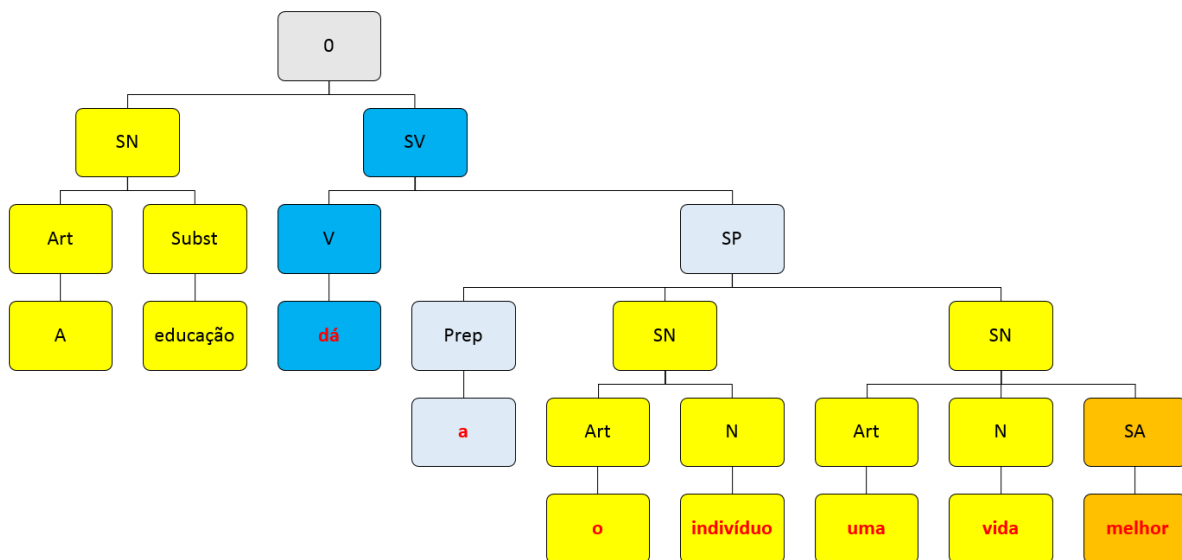 0
SN SV
Art Subst V SP
A educação dá Prep SN SN
a Art N Art N SA
o indivíduo uma vida melhor